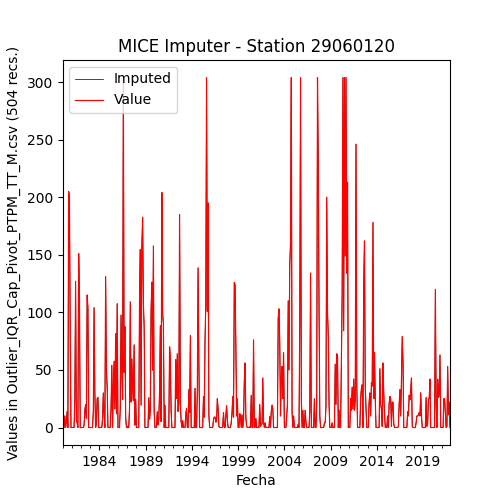 MICE Imputer - Station 29060120
Imputed
Value
300
250
200
150
100
50
0
Values in Outlier_IQR_Cap_Pivot_PTPM_TT_M.csv (504 recs.)
1984 1989 1994 1999 2004 2009 2014 2019
Fecha